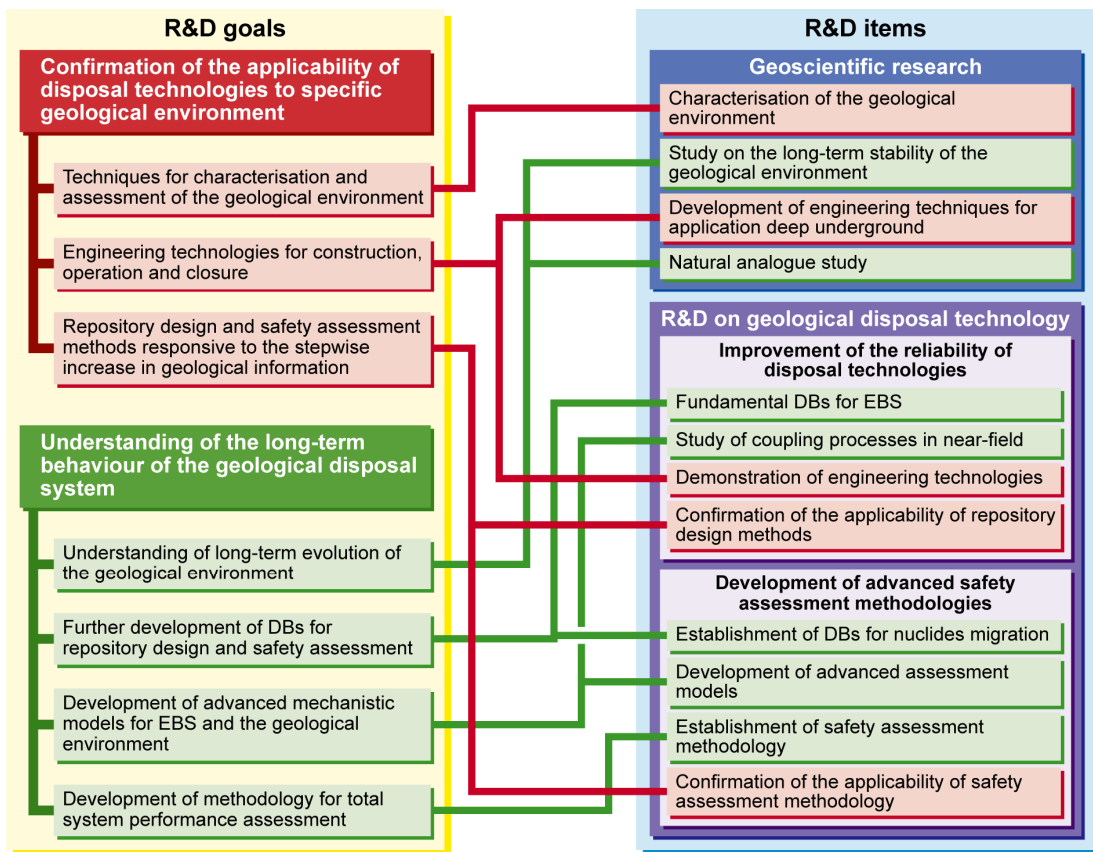 R&D goals
Confirmation of the applicability of
disposal technologies to specific
geological environment
Techniques for characterisation and
assessment of the geological environment
Engineering technologies for construction,
operation and closure
Repository design and safety assessment
methods responsive to the stepwise
increase in geological information
Understanding of the long-term
behaviour of the geological disposal
system
Understanding of long-term evolution of
the geological environment
Further development of DBs for
repository design and safety assessment
Development of advanced mechanistic
models for EBS and the geological
environment
Development of methodology for total
system performance assessment
R&D items
Geoscientific research
Characterisation of the geological
environment
Study on the long-term stability of the
geological environment
Development of engineering techniques for
application deep underground
Natural analogue study
R&D on geological disposal technology
Improvement of the reliability of
disposal technologies
Fundamental DBs for EBS
Study of coupling processes in near-field
Demonstration of engineering technologies
Confirmation of the applicability of repository
design methods
Development of advanced safety
assessment methodologies
Establishment of DBs for nuclides migration
Development of advanced assessment
models
Establishment of safety assessment
methodology
Confirmation of the applicability of safety
assessment methodology